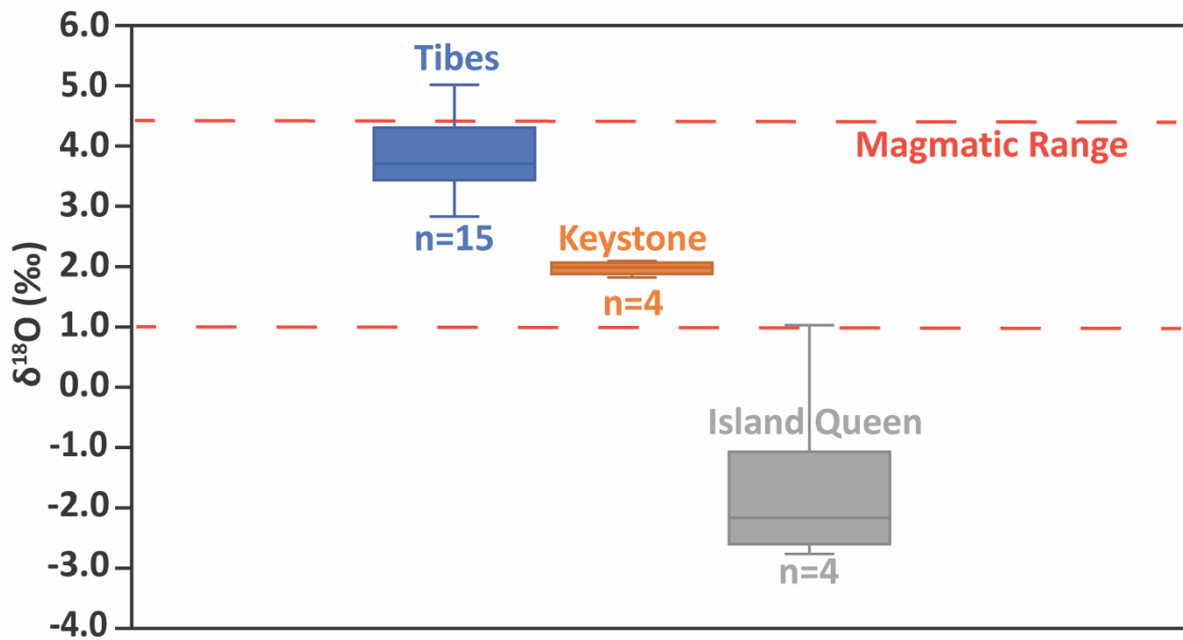 6.0
Tibes
5.0
4.0
Magmatic Range
3.0
n=15
Keystone
2.0
n=4
1.0
δ¹⁸O (‰)
0.0
Island Queen
-1.0
-2.0
-3.0
n=4
-4.0